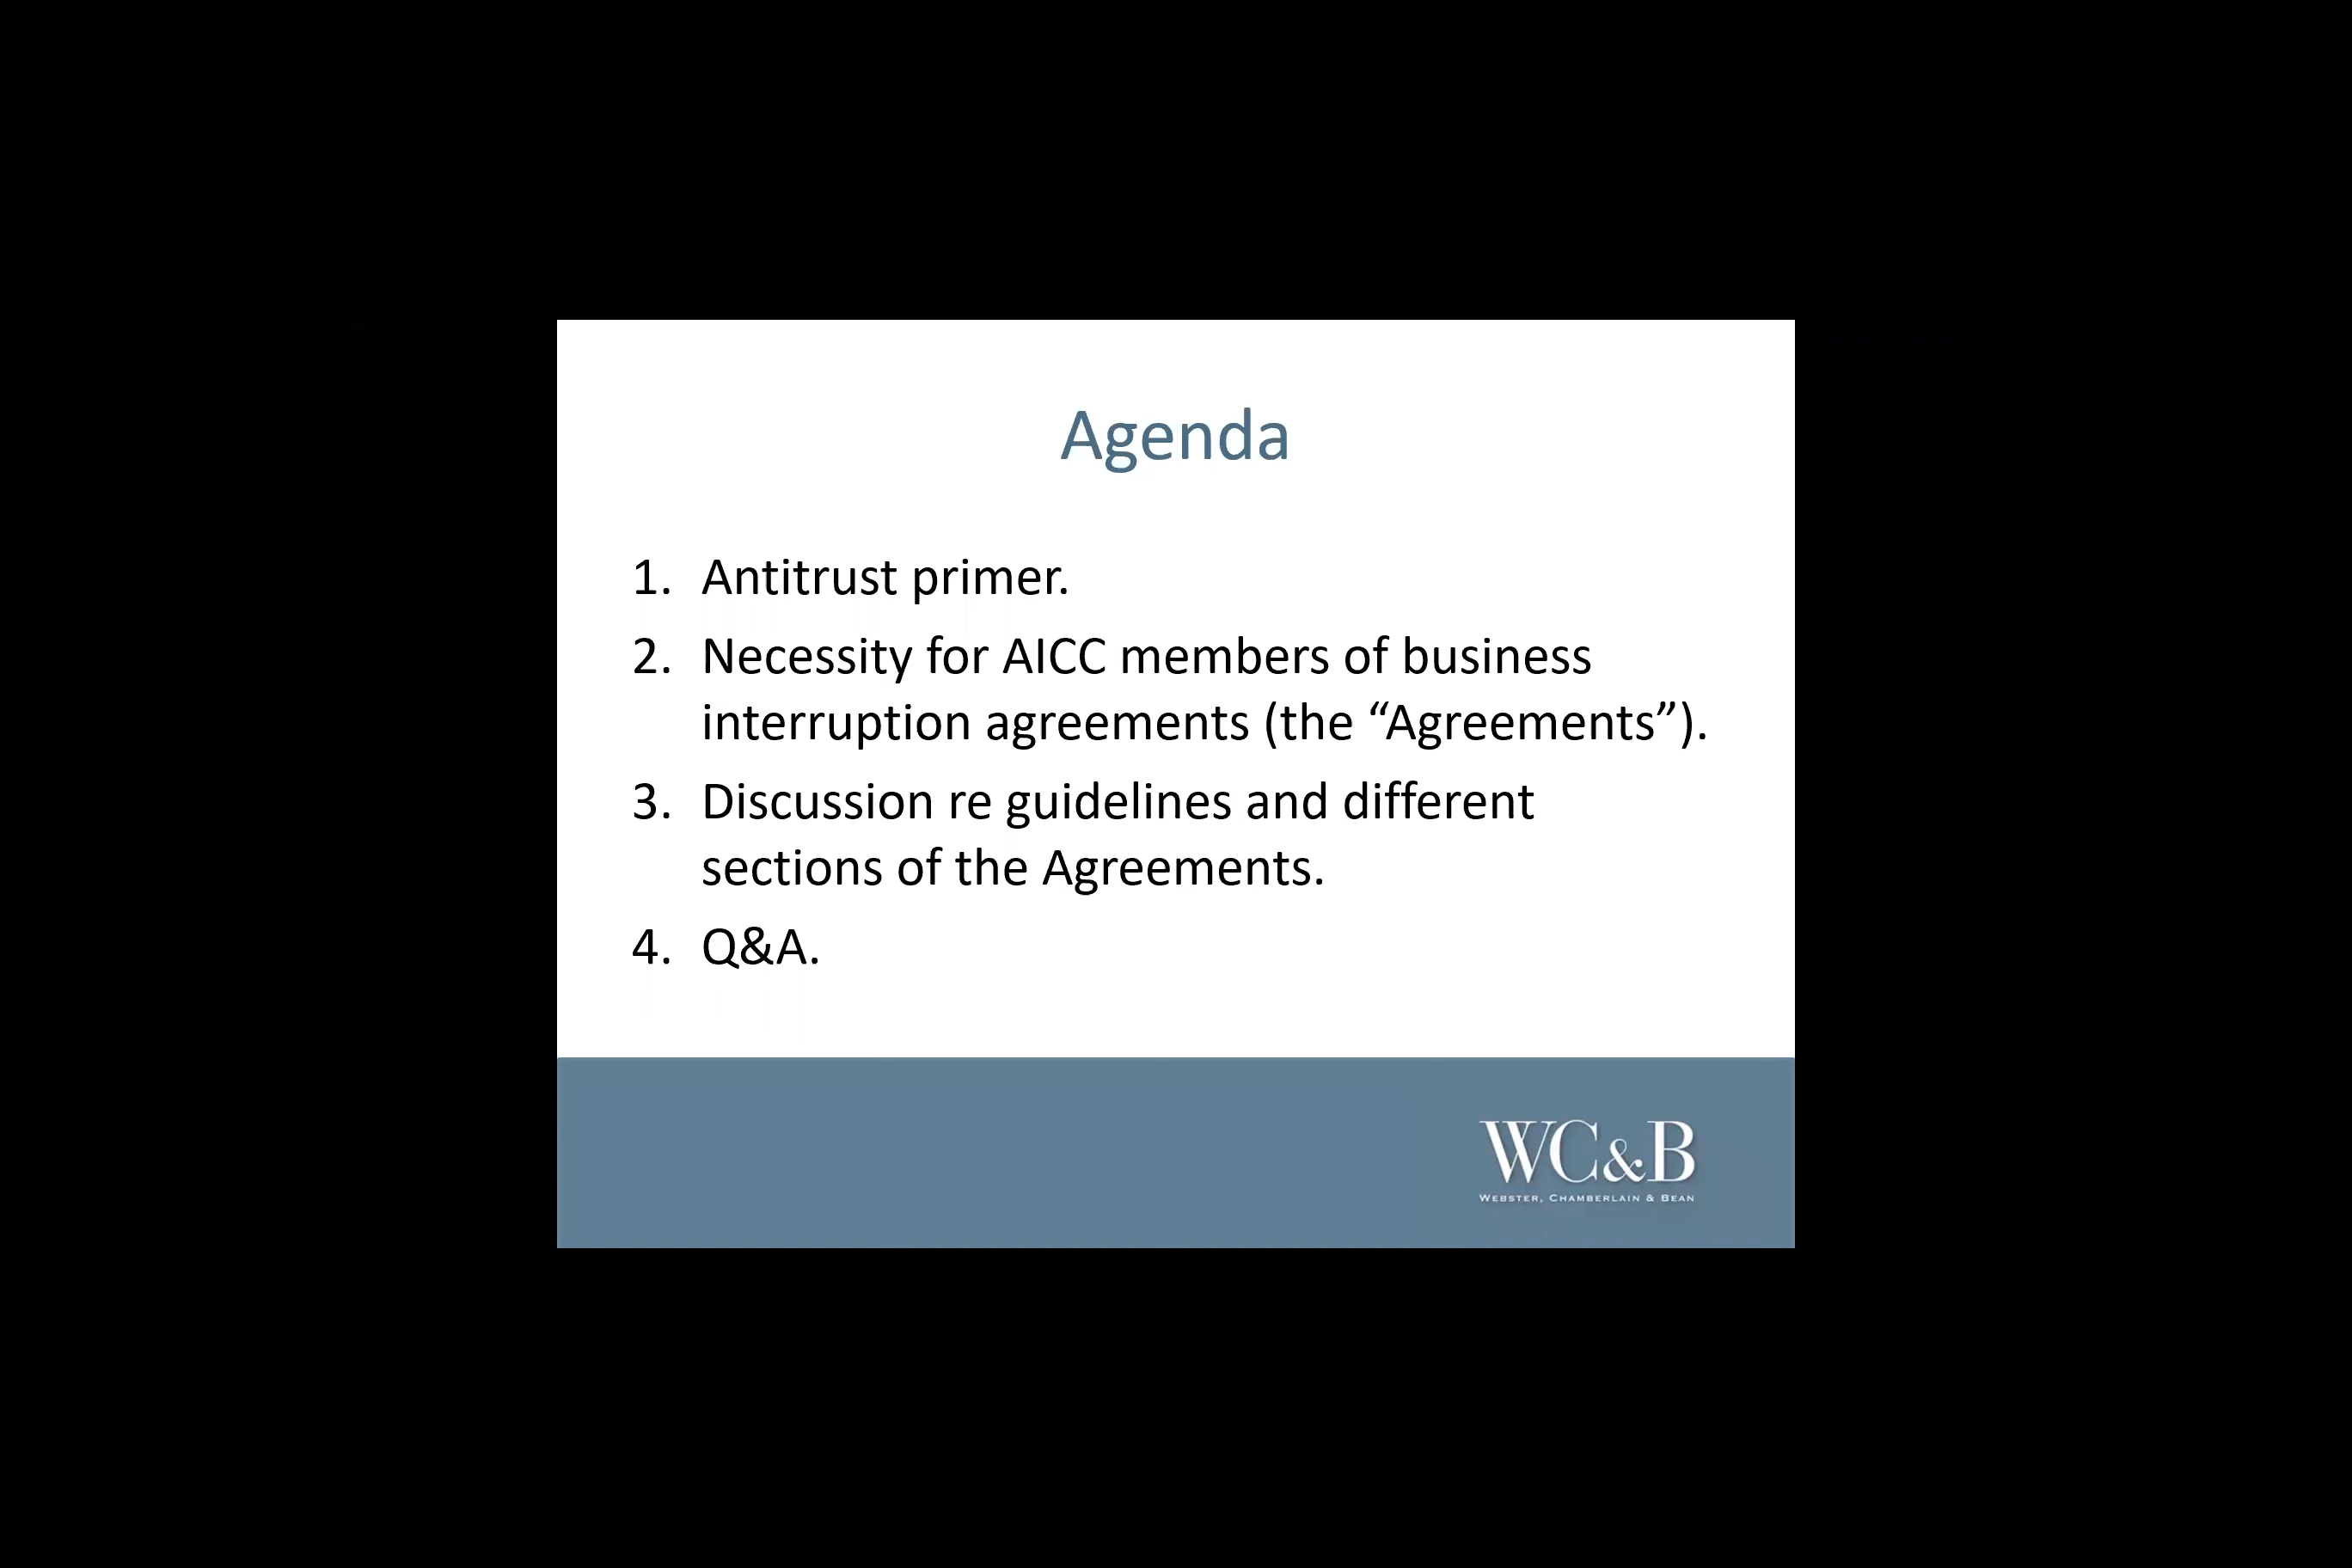 Agenda
1. Antitrust primer.
2. Necessity for AICC members of business
interruption agreements (the “Agreements”).
3. Discussion re guidelines and different
sections of the Agreements.
4. Q&A.
WC&B
WEBSTER, CHAMBERLAIN & BEAN